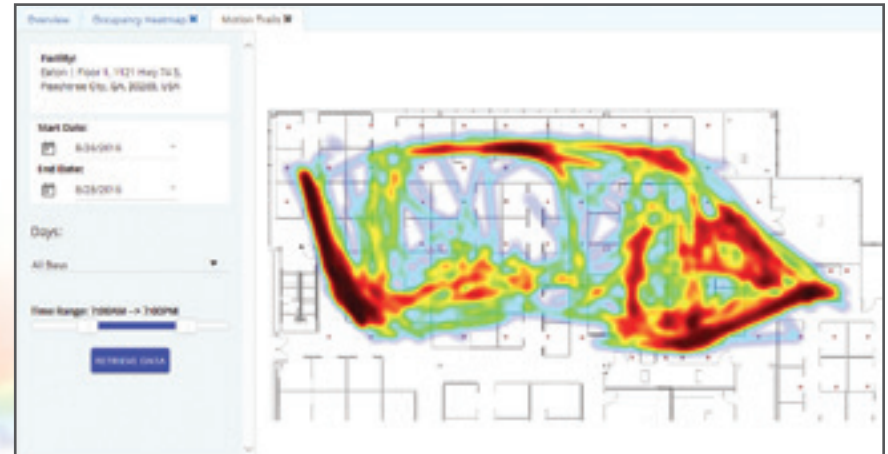 Overview Occupancy Heatmap ✖ Motion Trails ✖
Facility:
Eaton | Floor 1, 1121 Hwy 74 S,
Peachtree City, GA, 30269, USA
Start Date:
End Date:
Days:
All Days
Time Range: 7:00AM --> 7:00PM
RETRIEVE DATA